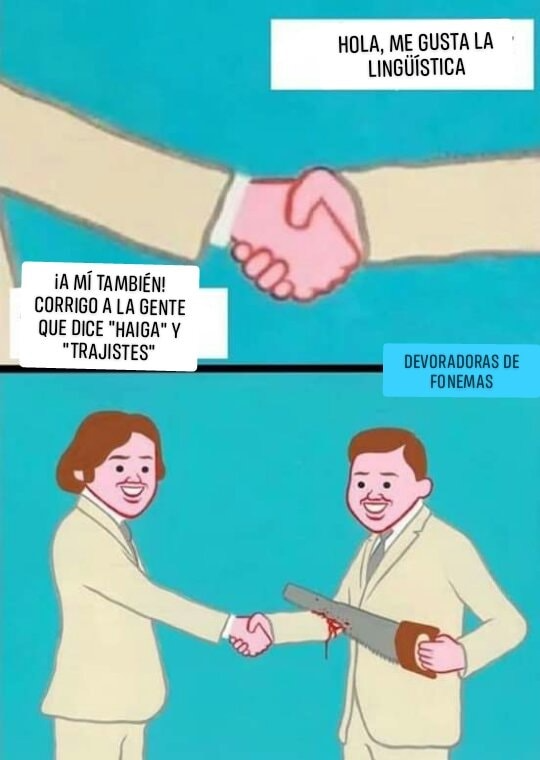 HOLA, ME GUSTA LA
LINGÜÍSTICA
¡A MÍ TAMBIÉN!
CORRIGO A LA GENTE
QUE DICE "HAIGA" Y
"TRAJISTES"
DEVORADORAS DE
FONEMAS